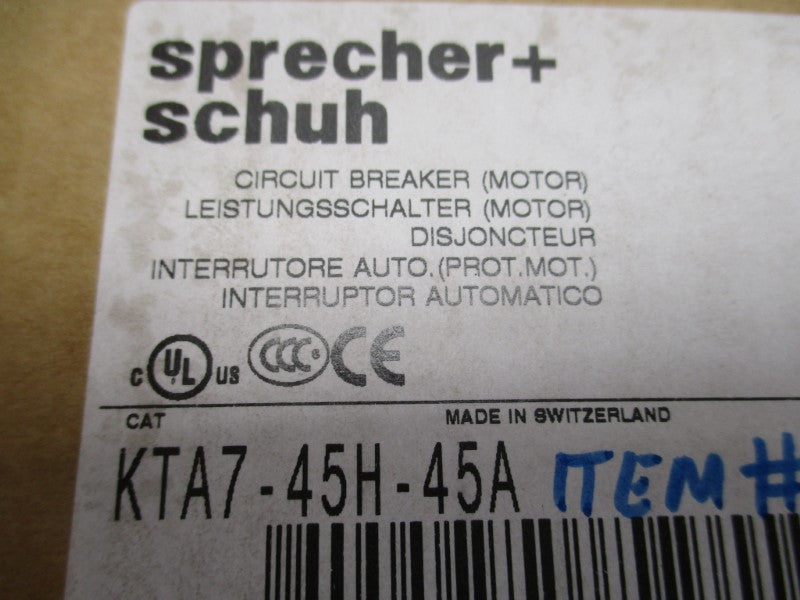 sprecher+
schuh
CIRCUIT BREAKER (MOTOR)
LEISTUNGSSCHALTER (MOTOR)
DISJONCTEUR
INTERRUTORE AUTO.(PROT.MOT.)
INTERRUPTOR AUTOMATICO
C UL US CCC S CE
CAT MADE IN SWITZERLAND
KTA7-45H-45A ITEM #